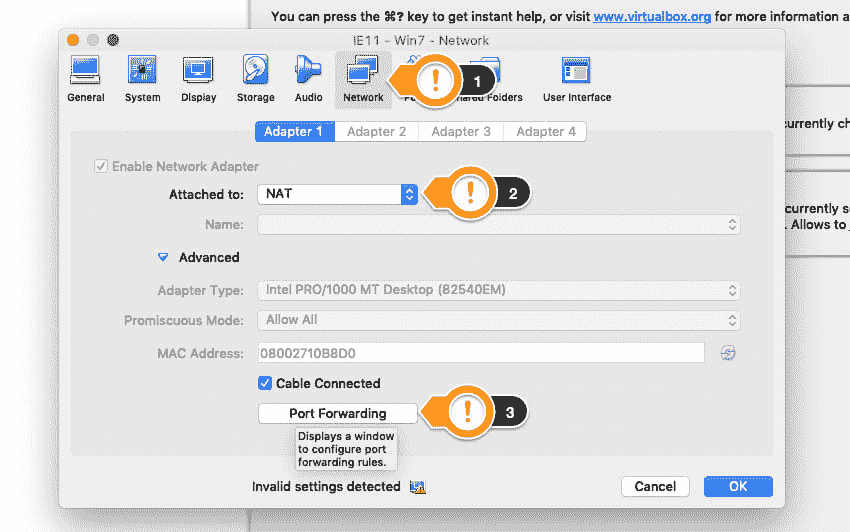 You can press the ⌘? key to get instant help, or visit www.virtualbox.org for more information a
IE11 - Win7 - Network
General System Display Storage Audio Network Folders User Interface
1
Adapter 1 Adapter 2 Adapter 3 Adapter 4
currently ch
Enable Network Adapter
Attached to: NAT
2
currently s
Name:
. Allows to
Advanced
Adapter Type: Intel PRO/1000 MT Desktop (82540EM)
Promiscuous Mode: Allow All
MAC Address: 08002710B8D0
Cable Connected
Port Forwarding
3
Displays a window
to configure port
forwarding rules.
Invalid settings detected
Cancel OK